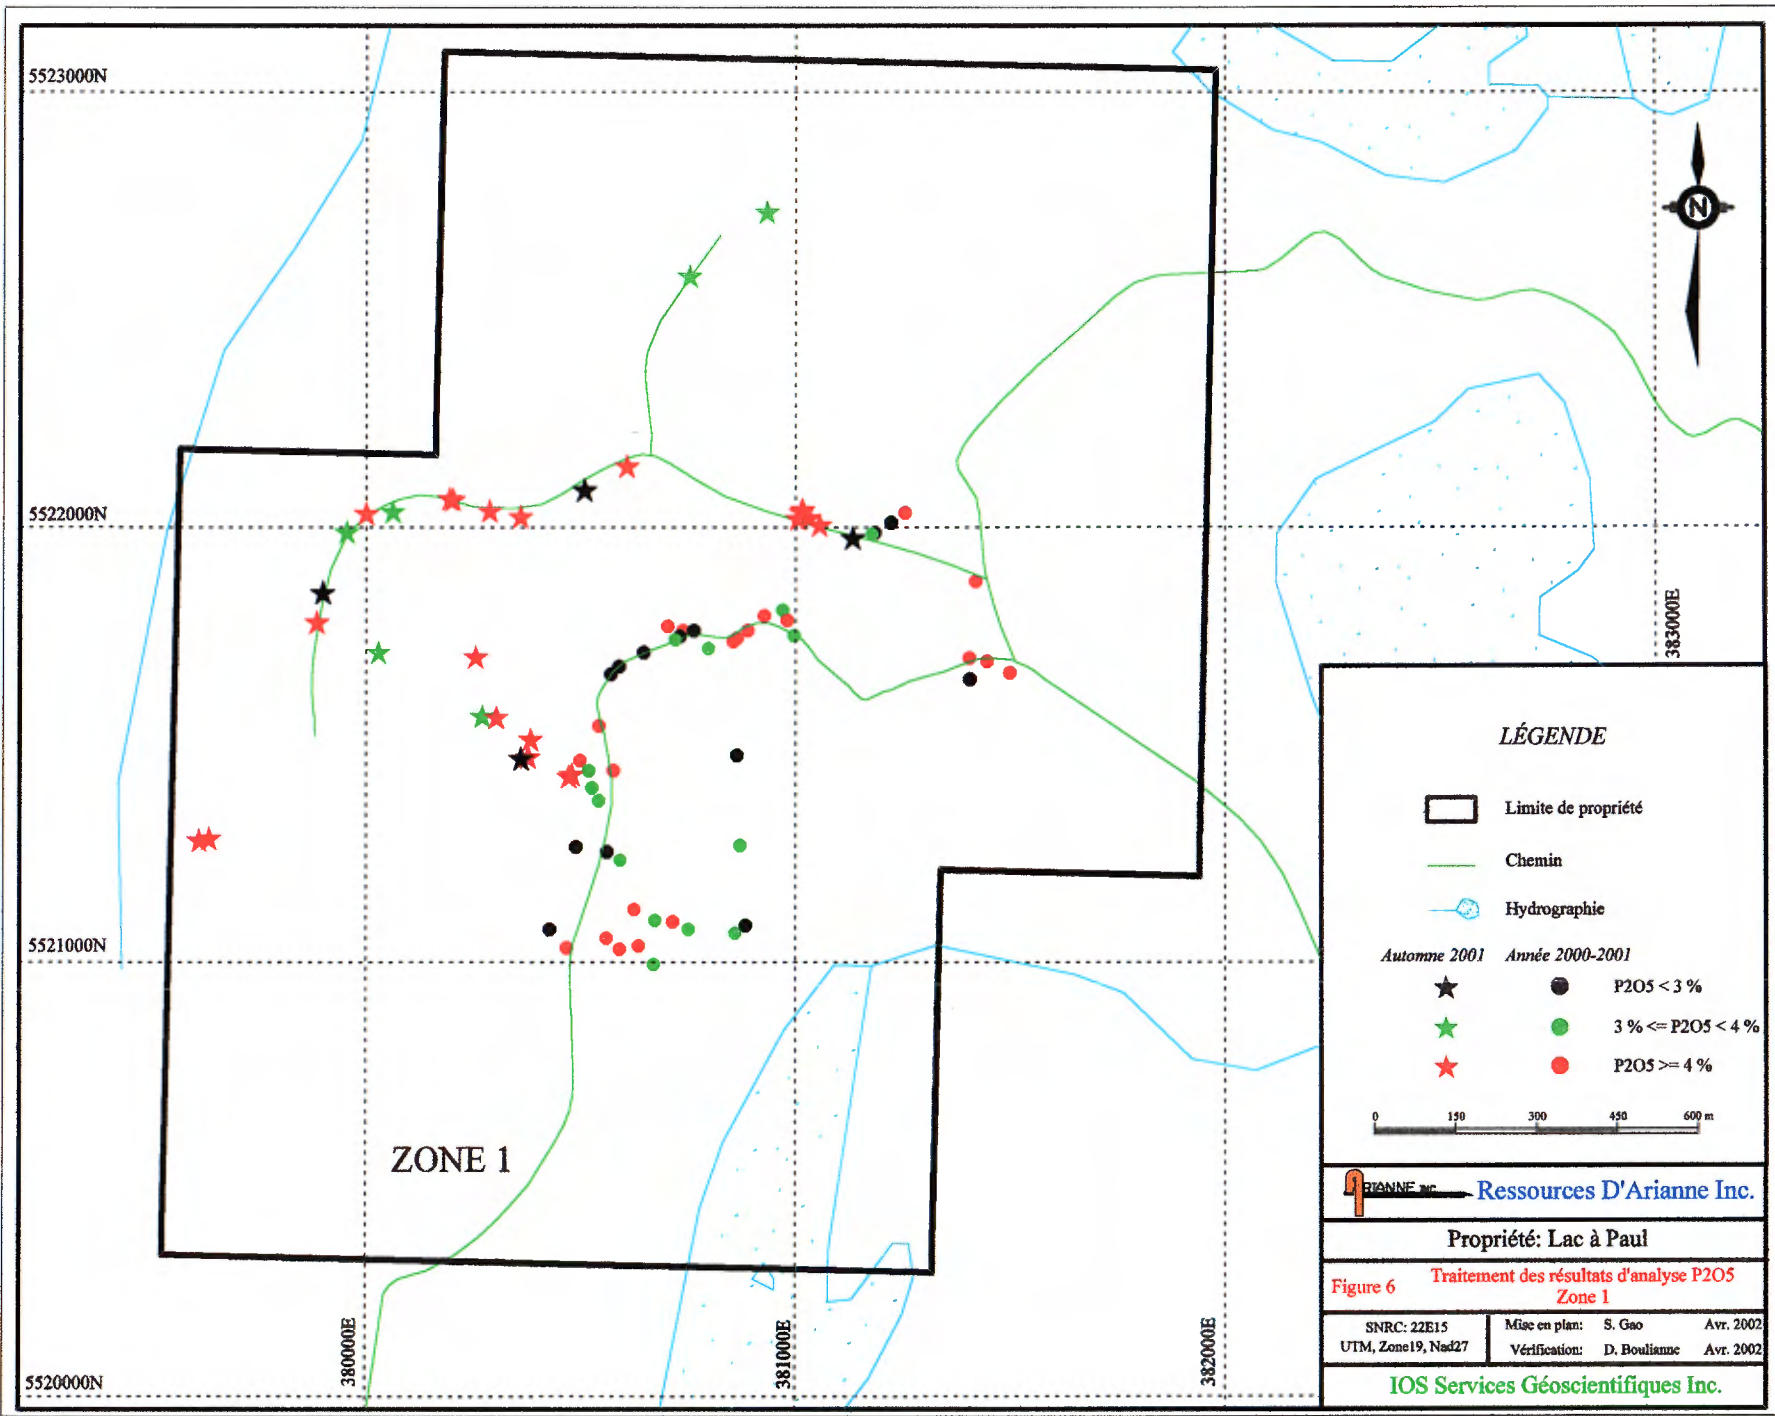 5523000N
5522000N
5521000N
5520000N
380000E
381000E
382000E
383000E
N
ZONE 1
LÉGENDE
Limite de propriété
Chemin
Hydrographie
Automne 2001 Année 2000-2001
P2O5 < 3 %
3 % <= P2O5 < 4 %
P2O5 >= 4 %
0 150 300 450 600 m
ARIANNE INC. Ressources D'Arianne Inc.
Propriété: Lac à Paul
Figure 6 Traitement des résultats d'analyse P2O5
Zone 1
SNRC: 22E15
UTM, Zone19, Nad27
Mise en plan: S. Gao Avr. 2002
Vérification: D. Boulianne Avr. 2002
IOS Services Géoscientifiques Inc.